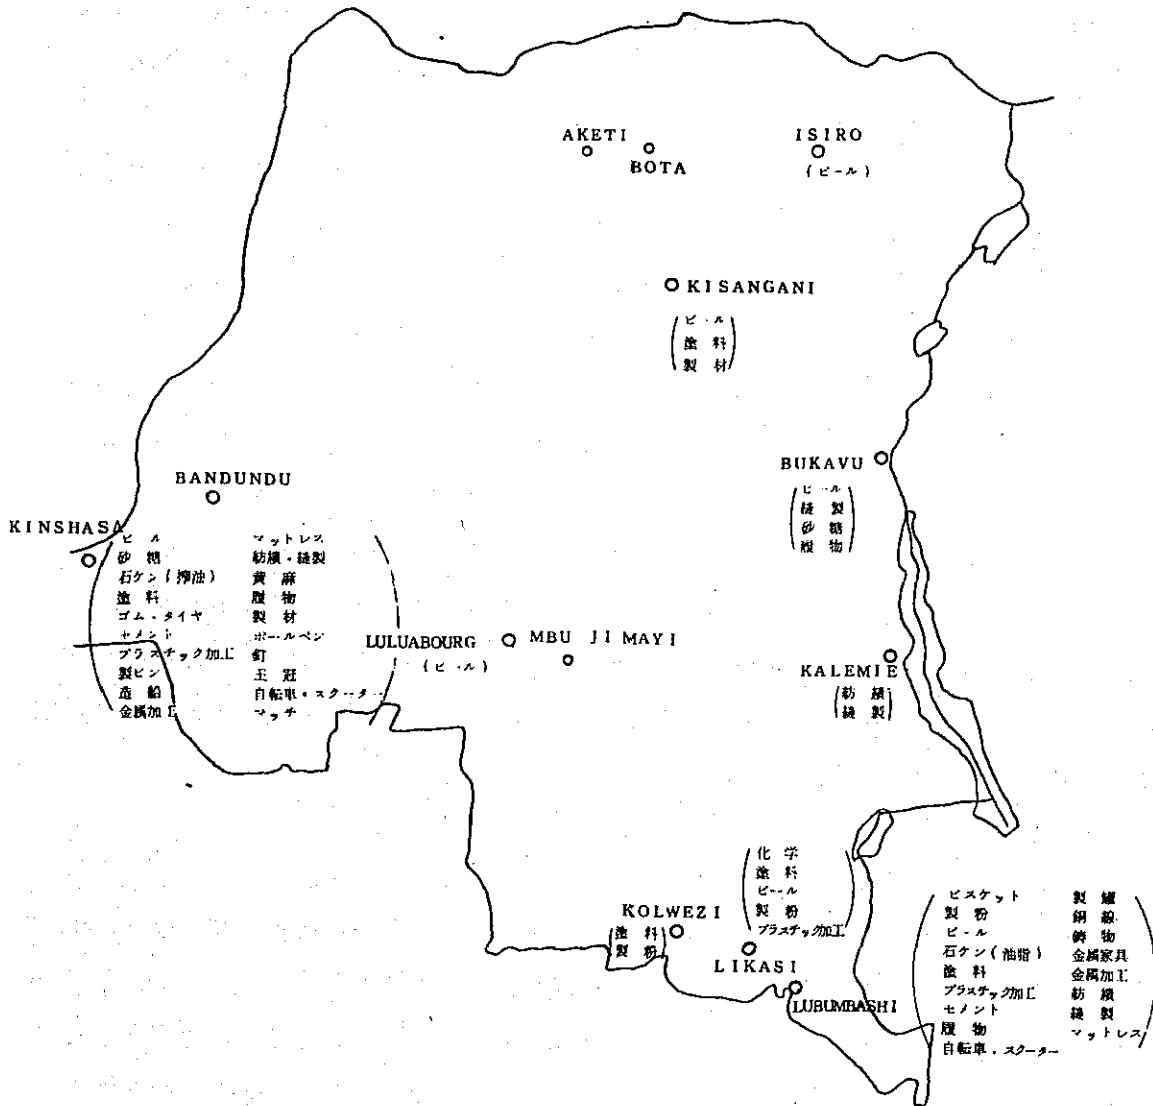 AKETI
BOTA
ISIRO
(ビール)
KISANGANI
ビール
塗料
製材
BUKAVU
ビール
縫製
砂糖
履物
BANDUNDU
KINSHASA
ビール マットレス
砂糖 紡績・縫製
石ケン(搾油) 黄麻
塗料 履物
ゴム・タイヤ 製材
セメント ボールペン
プラスチック加工 釘
製ビン 王冠
造船 自転車・スクーター
金属加工 マッチ
LULUABOURG
(ビール)
MBUJIMAYI
KALEMIE
紡績
縫製
化学
塗料
ビール
製粉
プラスチック加工
KOLWEZI
塗料
製粉
LIKASI
LUBUMBASHI
ビスケット 製罐
製粉 銅線
ビール 鋳物
石ケン(油脂) 金属家具
塗料 金属加工
プラスチック加工 紡績
セメント 縫製
履物 マットレス
自転車・スクーター